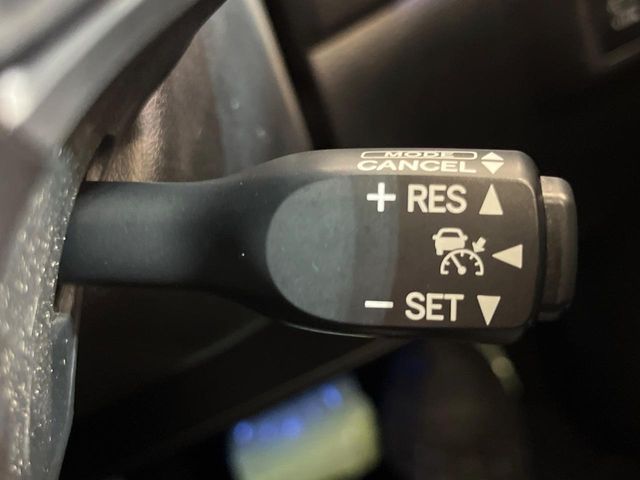 MODE
CANCEL
+ RES
- SET